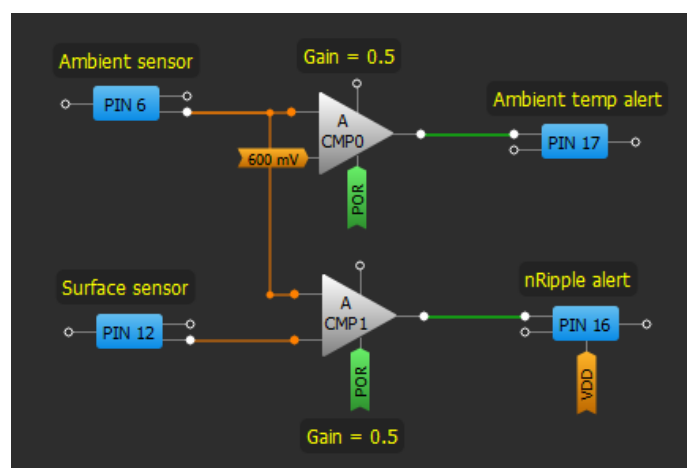 Ambient sensor
Gain = 0.5
PIN 6
A
CMP0
Ambient temp alert
PIN 17
600 mV
POR
Surface sensor
PIN 12
A
CMP1
nRipple alert
PIN 16
POR
VDD
Gain = 0.5